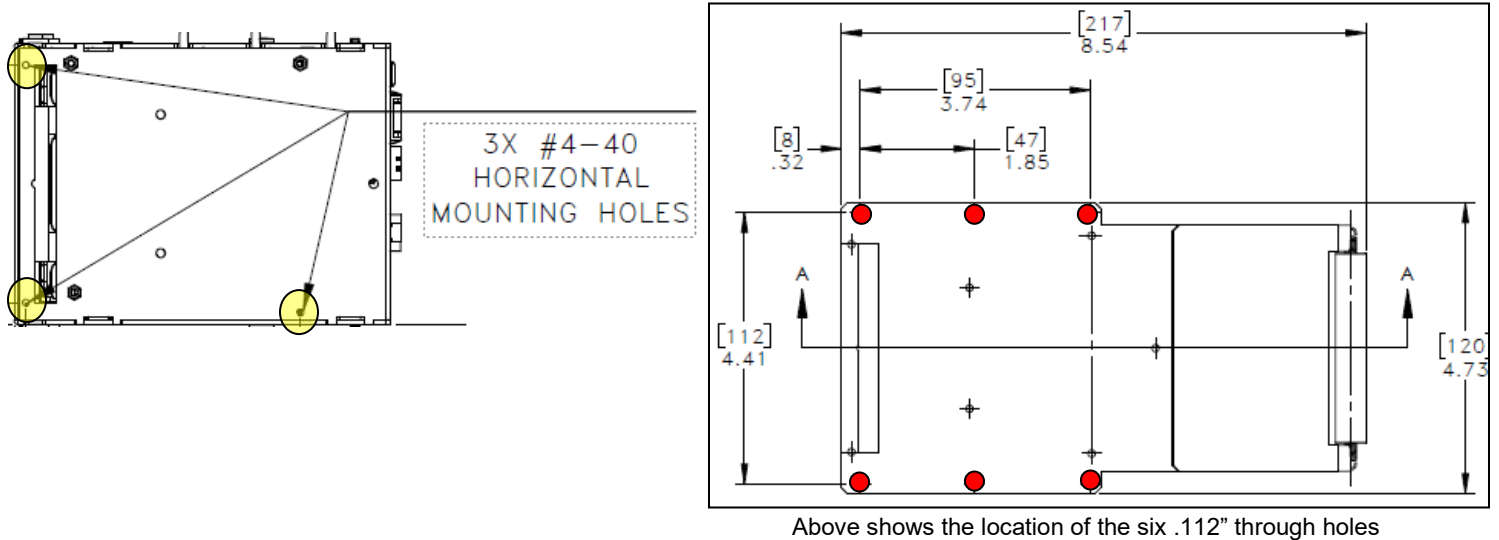 3X #4-40
HORIZONTAL
MOUNTING HOLES
[217]
8.54
[95]
3.74
[8]
.32
[47]
1.85
A
A
[112]
4.41
[120]
4.73
Above shows the location of the six .112” through holes